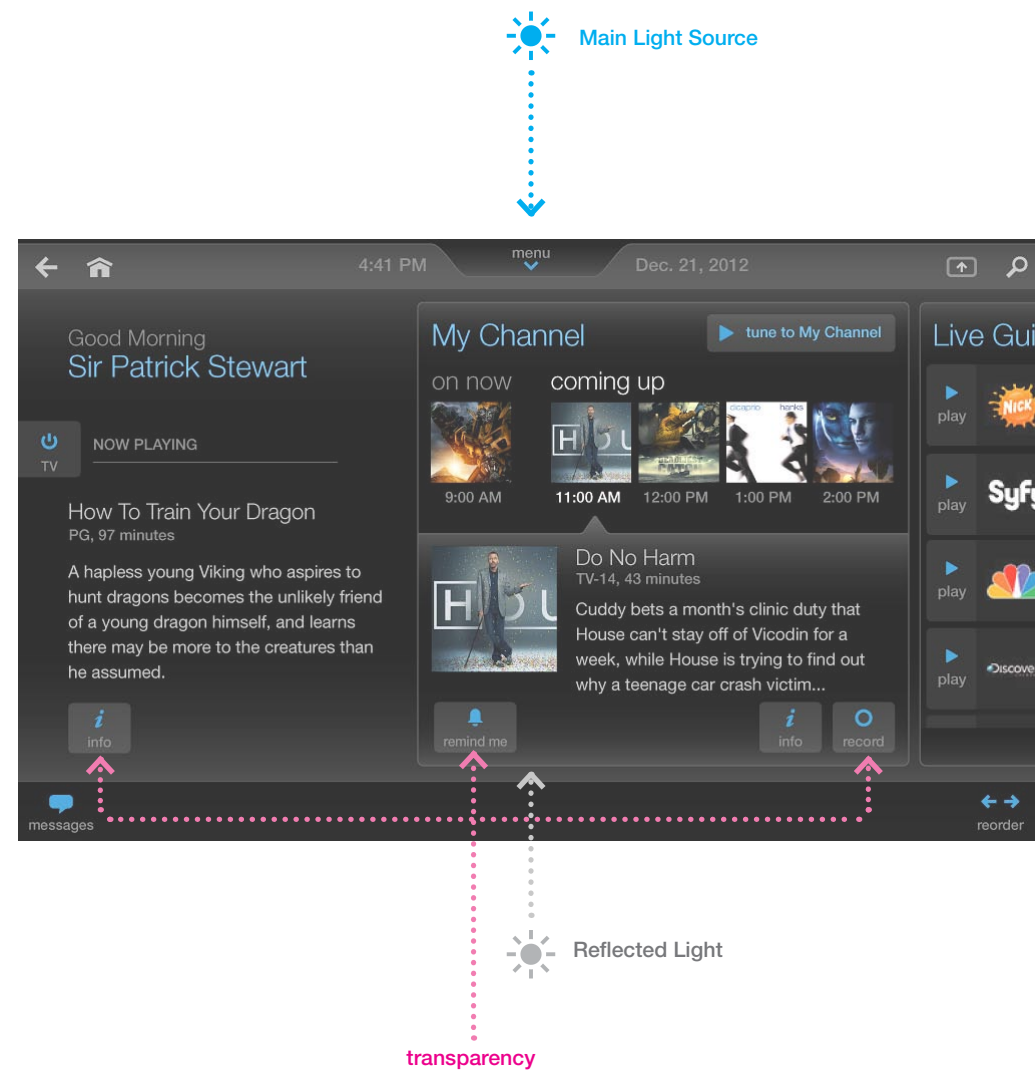 Main Light Source
4:41 PM
menu
Dec. 21, 2012
Good Morning
Sir Patrick Stewart
TV
NOW PLAYING
How To Train Your Dragon
PG, 97 minutes
A hapless young Viking who aspires to
hunt dragons becomes the unlikely friend
of a young dragon himself, and learns
there may be more to the creatures than
he assumed.
i
info
My Channel
tune to My Channel
on now
coming up
H O U
dicaprio hanks
9:00 AM
11:00 AM
12:00 PM
1:00 PM
2:00 PM
H O U
Do No Harm
TV-14, 43 minutes
Cuddy bets a month's clinic duty that
House can't stay off of Vicodin for a
week, while House is trying to find out
why a teenage car crash victim...
remind me
i
info
record
Live Gui
play
NICK
play
Syfy
play
play
Discove
messages
reorder
Reflected Light
transparency